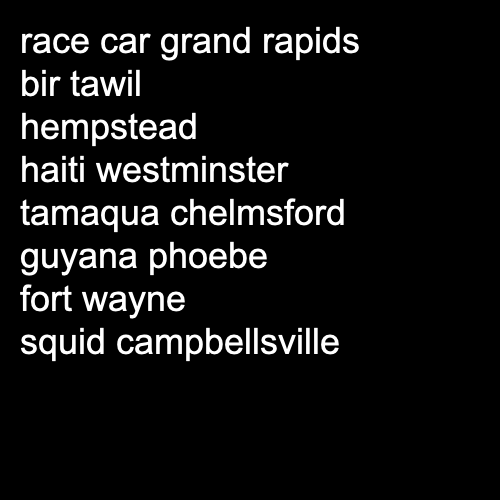 race car grand rapids
bir tawil
hempstead
haiti westminster
tamaqua chelmsford
guyana phoebe
fort wayne
squid campbellsville